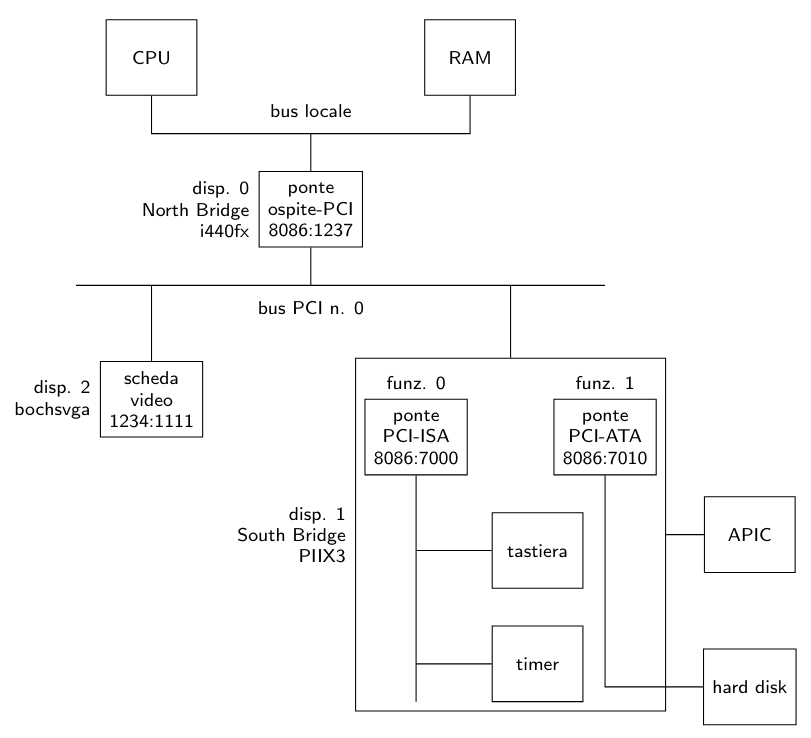 CPU
RAM
bus locale
disp. 0
North Bridge
i440fx
ponte
ospite-PCI
8086:1237
bus PCI n. 0
disp. 2
bochsvga
scheda
video
1234:1111
funz. 0
funz. 1
ponte
PCI-ISA
8086:7000
ponte
PCI-ATA
8086:7010
disp. 1
South Bridge
PIIX3
tastiera
APIC
timer
hard disk